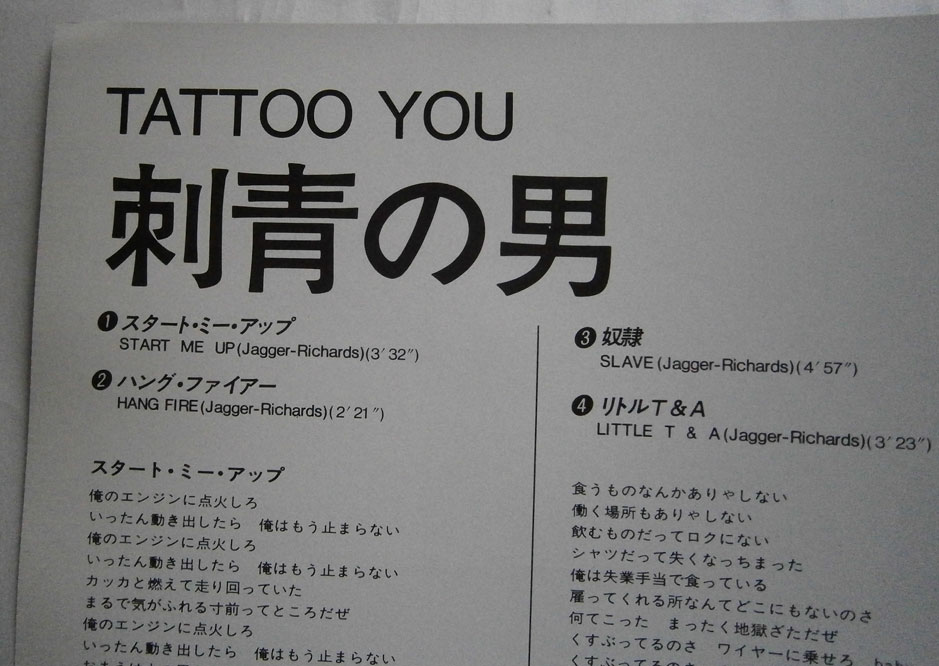 TATTOO YOU
刺青の男
❶スタート・ミー・アップ
START ME UP(Jagger-Richards)(3′32″)
❷ハング・ファイアー
HANG FIRE(Jagger-Richards)(2′21″)
スタート・ミー・アップ
俺のエンジンに点火しろ
いったん動き出したら 俺はもう止まらない
俺のエンジンに点火しろ
いったん動き出したら 俺はもう止まらない
カッカと燃えて走り回っていた
まるで気がふれる寸前ってところだぜ
俺のエンジンに点火しろ
いったん動き出したら 俺はもう止まらない
❸奴隷
SLAVE(Jagger-Richards)(4′57″)
❹リトルT&A
LITTLE T & A(Jagger-Richards)(3′23″)
食うものなんかありゃしない
働く場所もありゃしない
飲むものだってロクにない
シャツだって失くなっちまった
俺は失業手当で食っている
雇ってくれる所なんてどこにもないのさ
何てこった まったく地獄ざただぜ
くすぶってるのさ ワイヤーに乗せろ
くすぶってるのさ